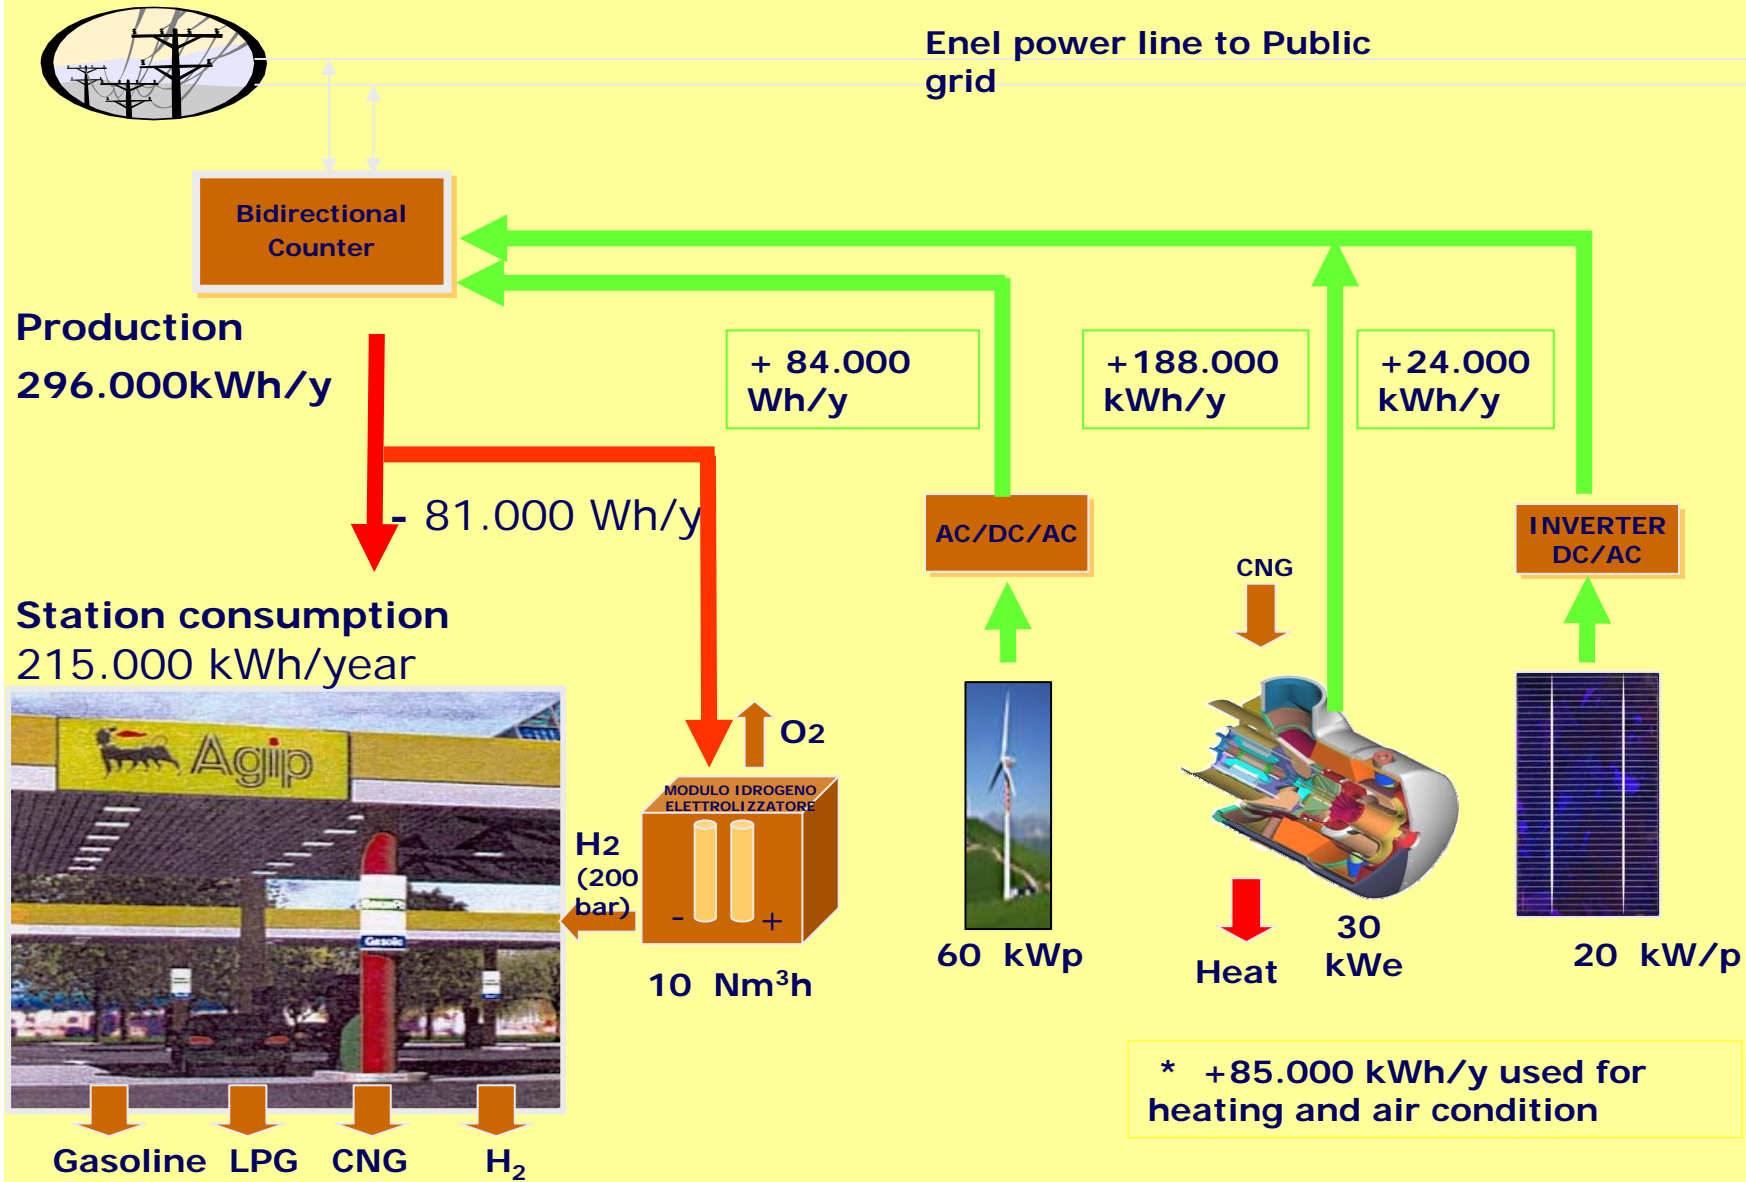 Enel power line to Public
grid
Bidirectional
Counter
Production
296.000kWh/y
+ 84.000
Wh/y
+188.000
kWh/y
+24.000
kWh/y
- 81.000 Wh/y
AC/DC/AC
INVERTER
DC/AC
CNG
Station consumption
215.000 kWh/year
Agip
O2
MODULO IDROGENO
ELETTROLIZZATORE
H2
(200
bar)
- +
Gasolio
10 Nm³h
60 kWp
Heat
30
kWe
20 kW/p
* +85.000 kWh/y used for
heating and air condition
Gasoline LPG CNG H₂